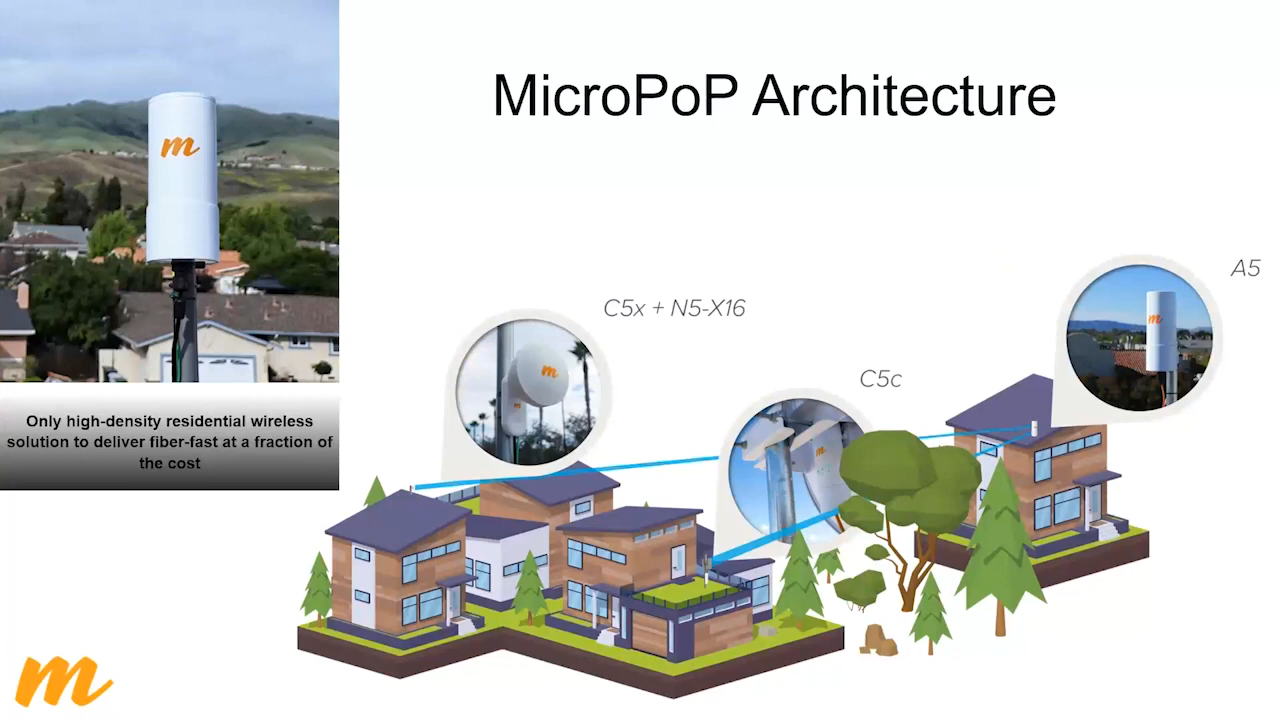 MicroPoP Architecture
m
Only high-density residential wireless
solution to deliver fiber-fast at a fraction of
the cost
C5x + N5-X16
m
m
C5c
m
A5
m
m